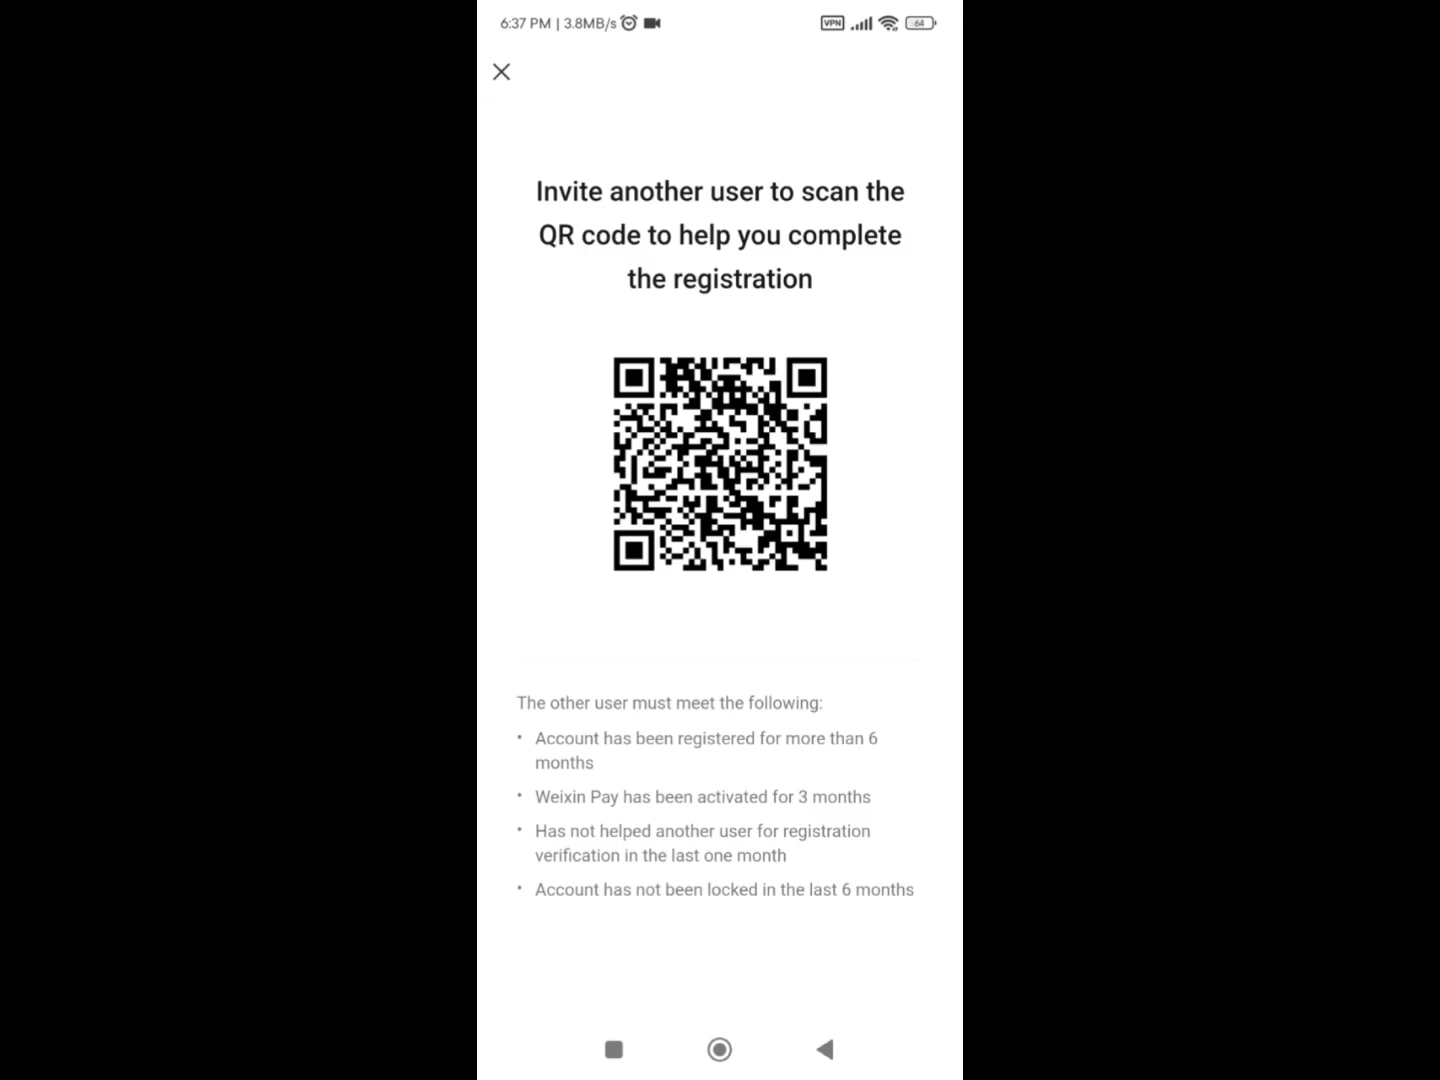 6:37 PM | 3.8MB/s VPN 64
Invite another user to scan the
QR code to help you complete
the registration
The other user must meet the following:
• Account has been registered for more than 6
months
• Weixin Pay has been activated for 3 months
• Has not helped another user for registration
verification in the last one month
• Account has not been locked in the last 6 months